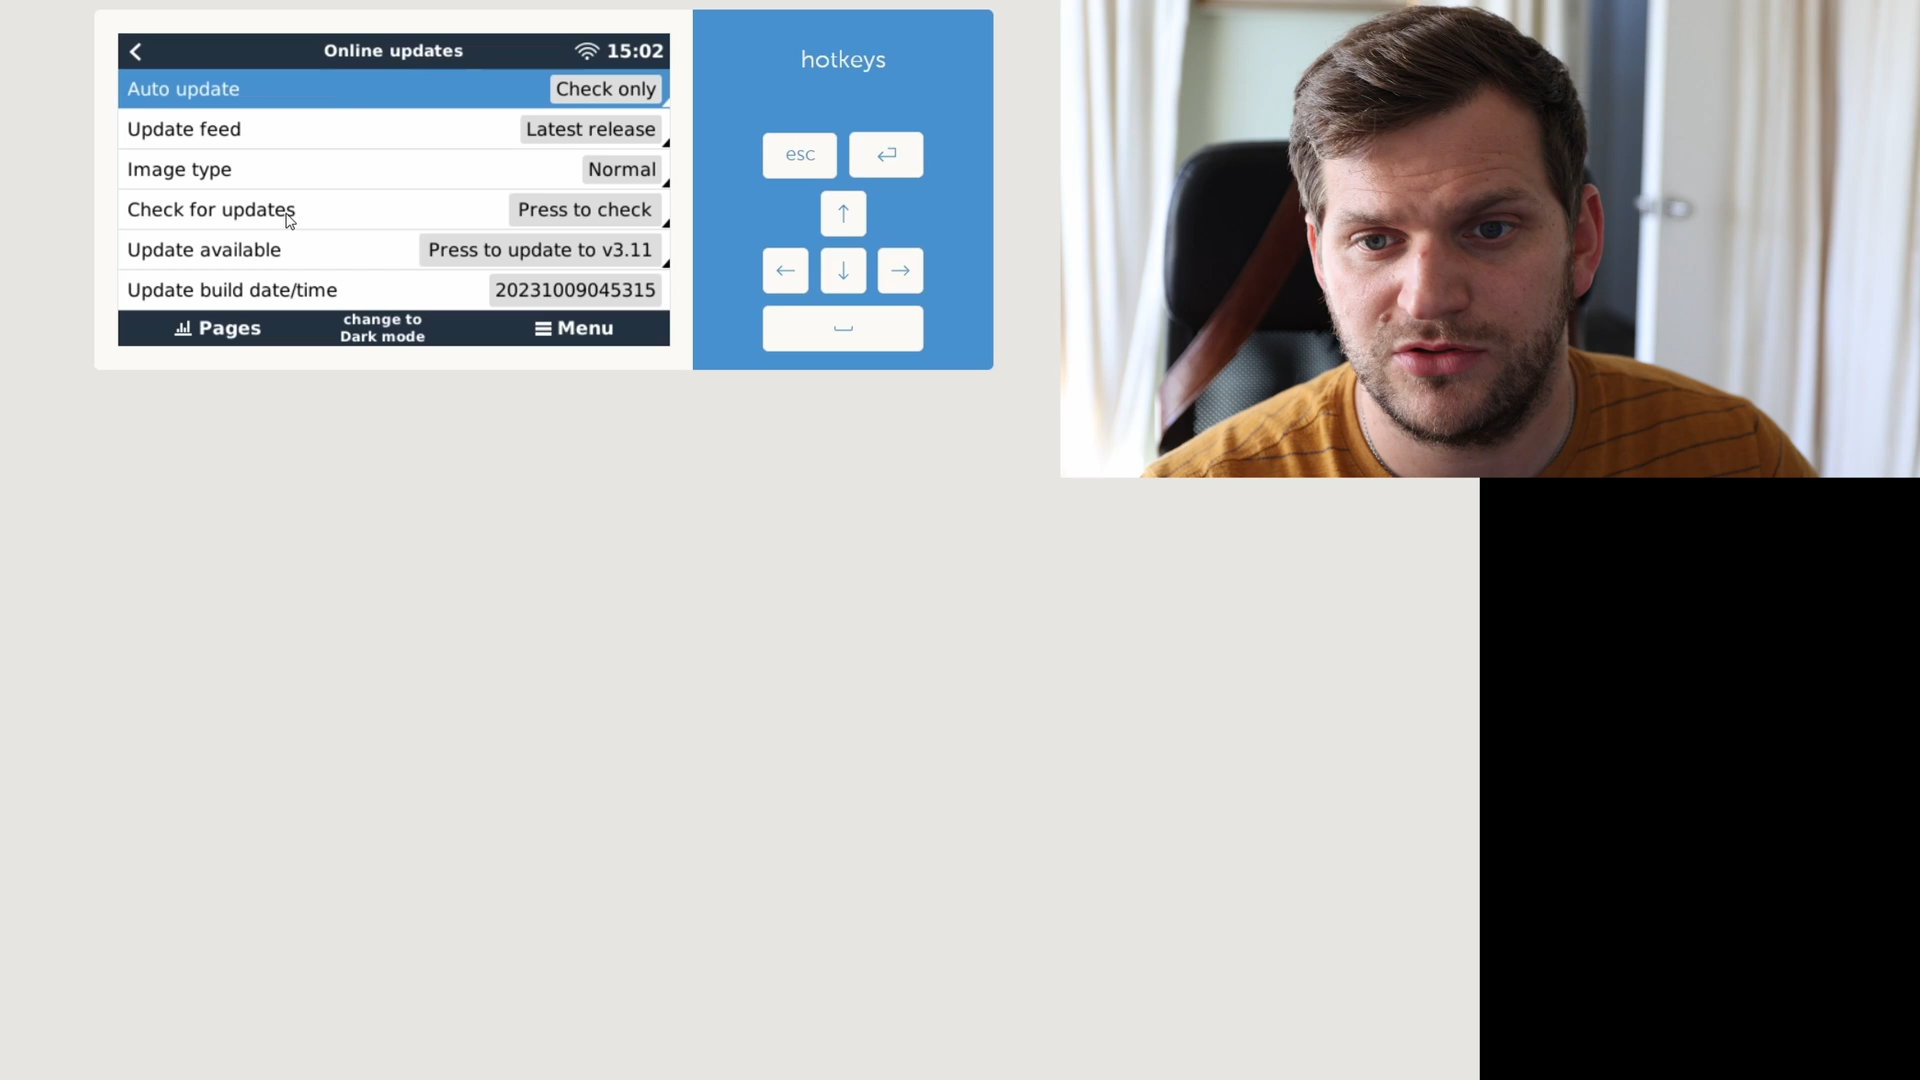 Online updates 15:02
Auto update Check only
Update feed Latest release
Image type Normal
Check for updates Press to check
Update available Press to update to v3.11
Update build date/time 20231009045315
Pages change to Dark mode Menu
hotkeys
esc